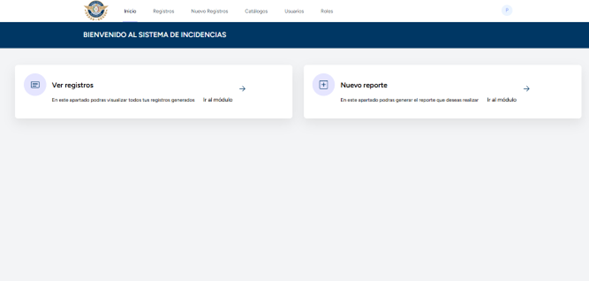 Inicio Registros Nuevo Registros Catálogos Usuarios Roles P
BIENVENIDO AL SISTEMA DE INCIDENCIAS
Ver registros
En este apartado podras visualizar todos tus registros generados Ir al módulo
Nuevo reporte
En este apartado podras generar el reporte que deseas realizar Ir al módulo